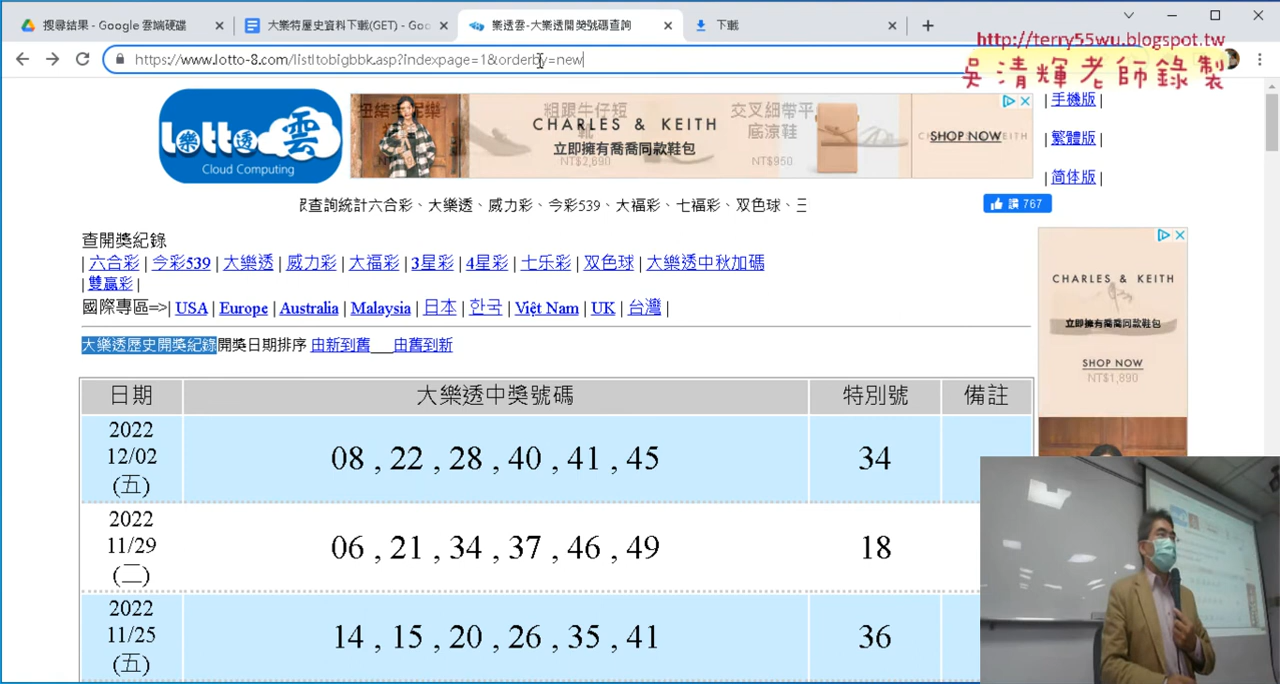 搜尋結果 - Google 雲端硬碟
大樂特歷史資料下載(GET) - Goo
樂透雲-大樂透開獎號碼查詢
下載
https://www.lotto-8.com/listltobigbbk.asp?indexpage=1&orderby=new
http://terry55wu.blogspot.tw
吳清輝老師錄製
Lotto 樂透雲
Cloud Computing
粗跟牛仔短
交叉細帶平底涼鞋
CHARLES & KEITH
立即擁有喬喬同款鞋包
NT$2,690
NT$950
SHOP NOW
| 手機版 |
| 繁體版 |
| 简体版 |
查詢統計六合彩、大樂透、威力彩、今彩539、大福彩、七福彩、双色球、三
讚 767
查開獎紀錄
| 六合彩 | 今彩539 | 大樂透 | 威力彩 | 大福彩 | 3星彩 | 4星彩 | 七乐彩 | 双色球 | 大樂透中秋加碼
| 雙贏彩 |
國際專區=>| USA | Europe | Australia | Malaysia | 日本 | 한국 | Việt Nam | UK | 台灣 |
大樂透歷史開獎紀錄開獎日期排序 由新到舊___由舊到新
日期 大樂透中獎號碼 特別號 備註
2022
12/02
(五)
08 , 22 , 28 , 40 , 41 , 45
34
2022
11/29
(二)
06 , 21 , 34 , 37 , 46 , 49
18
2022
11/25
(五)
14 , 15 , 20 , 26 , 35 , 41
36
CHARLES & KEITH
立即擁有喬喬同款鞋包
SHOP NOW
NT$1,890